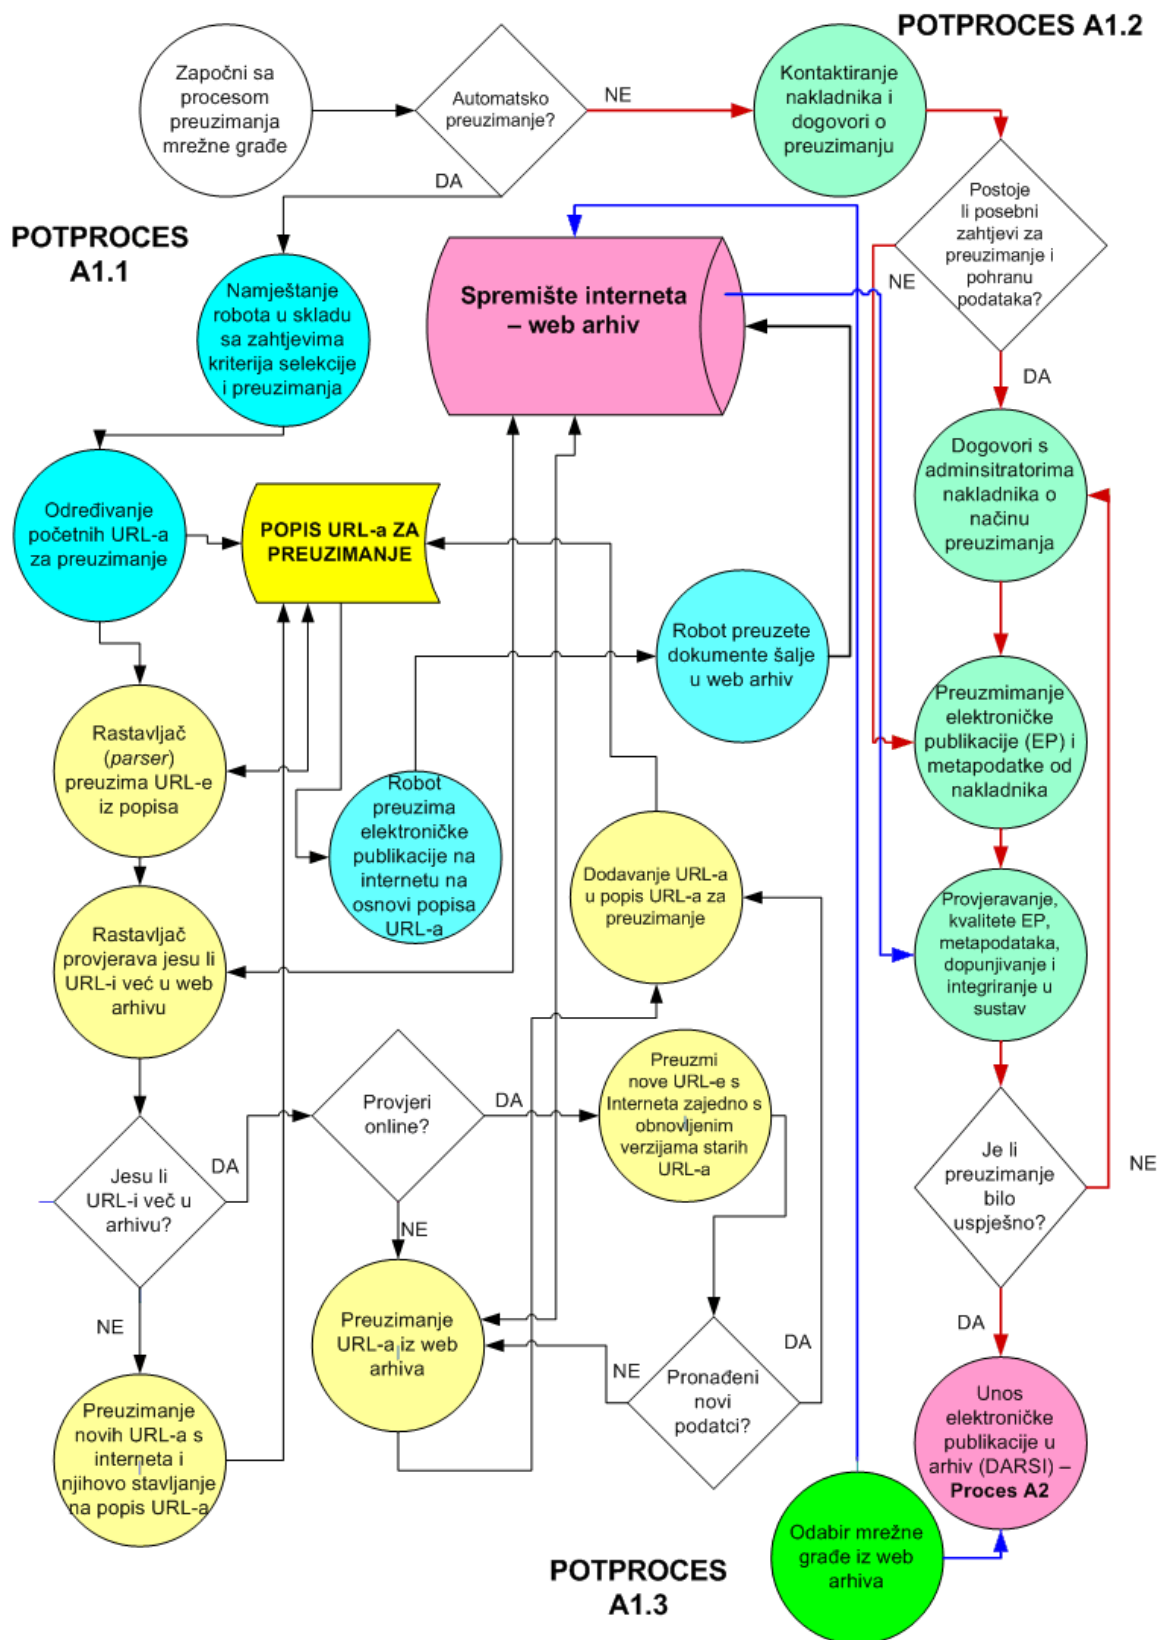 POTPROCES A1.2
Započni sa
procesom
preuzimanja
mrežne građe
Automatsko
preuzimanje?
NE
DA
Kontaktiranje
nakladnika i
dogovori o
preuzimanju
Postoje
li posebni
zahtjevi za
preuzimanje i
pohranu
podataka?
NE
DA
POTPROCES
A1.1
Namještanje
robota u skladu
sa zahtjevima
kriterija selekcije
i preuzimanja
Spremište interneta
– web arhiv
Dogovori s
adminsitratorima
nakladnika o
načinu
preuzimanja
Određivanje
početnih URL-a
za preuzimanje
POPIS URL-a ZA
PREUZIMANJE
Robot preuzete
dokumente šalje
u web arhiv
Preuzmimanje
elektroničke
publikacije (EP) i
metapodatke od
nakladnika
Rastavljač
(parser)
preuzima URL-e
iz popisa
Robot
preuzima
elektroničke
publikacije na
internetu na
osnovi popisa
URL-a
Dodavanje URL-a
u popis URL-a za
preuzimanje
Provjeravanje,
kvalitete EP,
metapodataka,
dopunjivanje i
integriranje u
sustav
Rastavljač
provjerava jesu li
URL-i već u web
arhivu
Provjeri
online?
DA
NE
Preuzmi
nove URL-e s
Interneta zajedno s
obnovljenim
verzijama starih
URL-a
Jesu li
URL-i več u
arhivu?
DA
NE
Je li
preuzimanje
bilo
uspješno?
NE
DA
Preuzimanje
URL-a iz web
arhiva
Pronađeni
novi
podatci?
NE
DA
Preuzimanje
novih URL-a s
interneta i
njihovo stavljanje
na popis URL-a
Unos
elektroničke
publikacije u
arhiv (DARSI) –
Proces A2
Odabir mrežne
građe iz web
arhiva
POTPROCES
A1.3